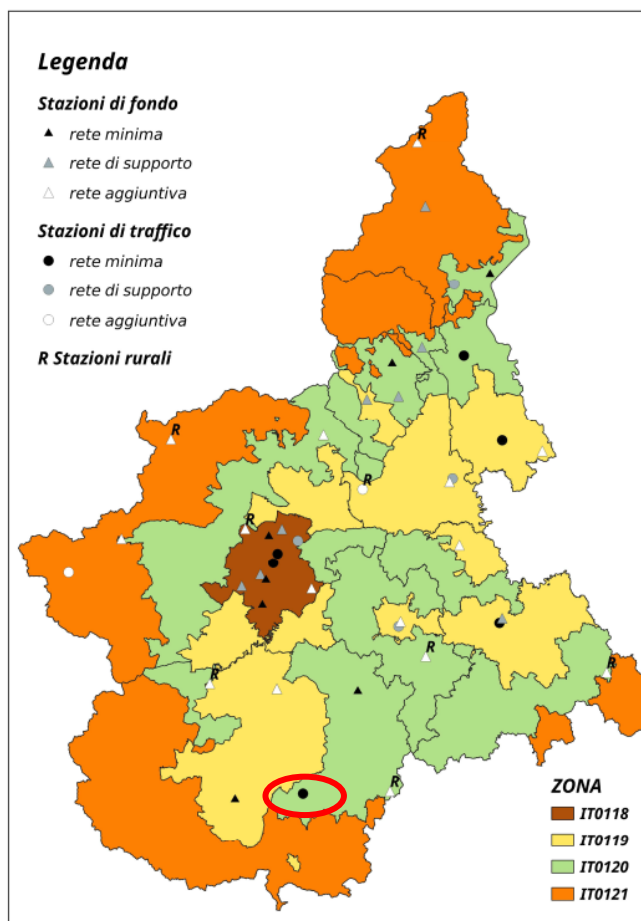 Legenda
Stazioni di fondo
rete minima
rete di supporto
rete aggiuntiva
Stazioni di traffico
rete minima
rete di supporto
rete aggiuntiva
R Stazioni rurali
R
R
R
R
R
R
R
R
ZONA
IT0118
IT0119
IT0120
IT0121